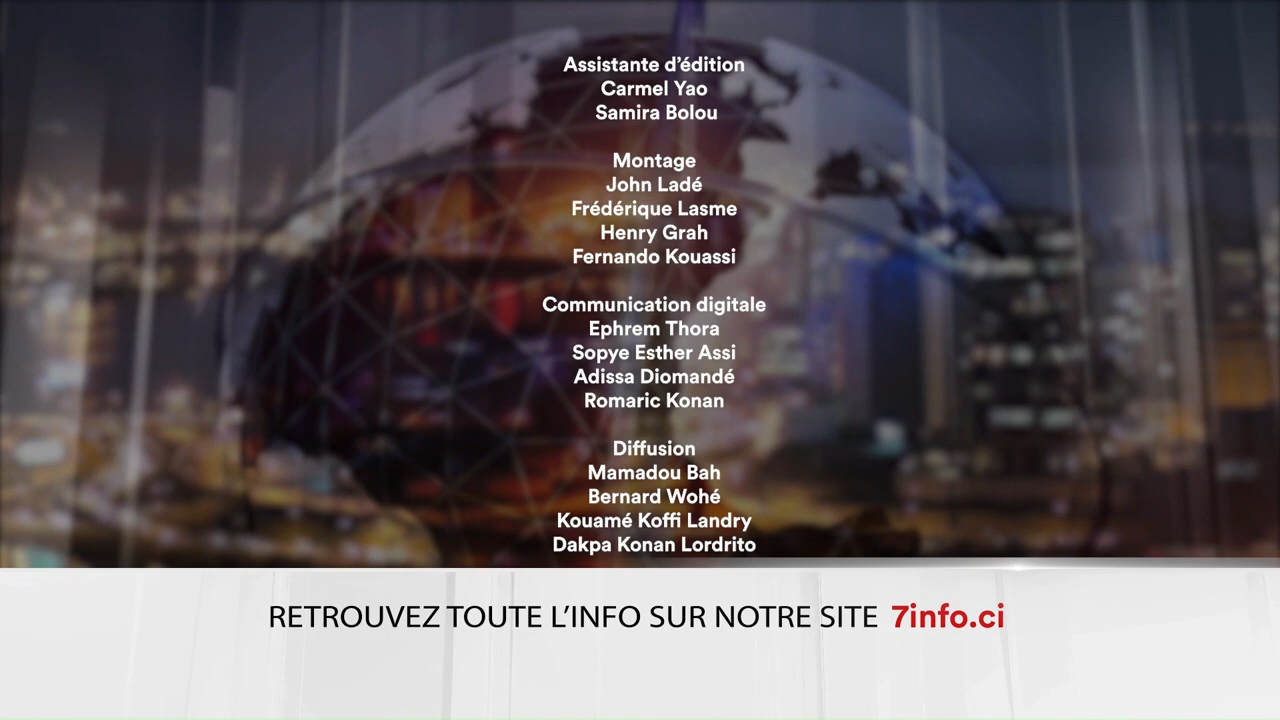 Assistante d’édition
Carmel Yao
Samira Bolou
Montage
John Ladé
Frédérique Lasme
Henry Grah
Fernando Kouassi
Communication digitale
Ephrem Thora
Sopye Esther Assi
Adissa Diomandé
Romaric Konan
Diffusion
Mamadou Bah
Bernard Wohé
Kouamé Koffi Landry
Dakpa Konan Lordrito
RETROUVEZ TOUTE L’INFO SUR NOTRE SITE 7info.ci